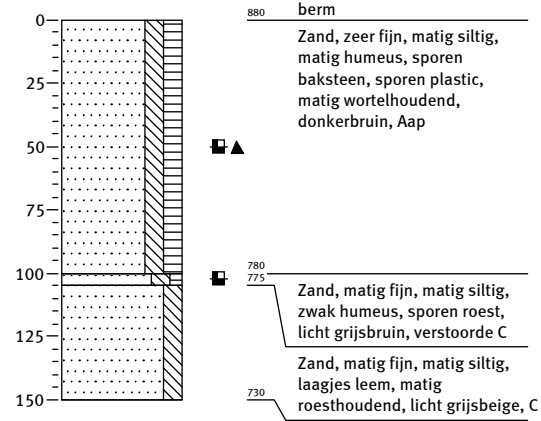 0
25
50
75
100
125
150
880
berm
Zand, zeer fijn, matig siltig,
matig humeus, sporen
baksteen, sporen plastic,
matig wortelhoudend,
donkerbruin, Aap
780
775
Zand, matig fijn, matig siltig,
zwak humeus, sporen roest,
licht grijsbruin, verstoorde C
Zand, matig fijn, matig siltig,
laagjes leem, matig
roesthoudend, licht grijsbeige, C
730